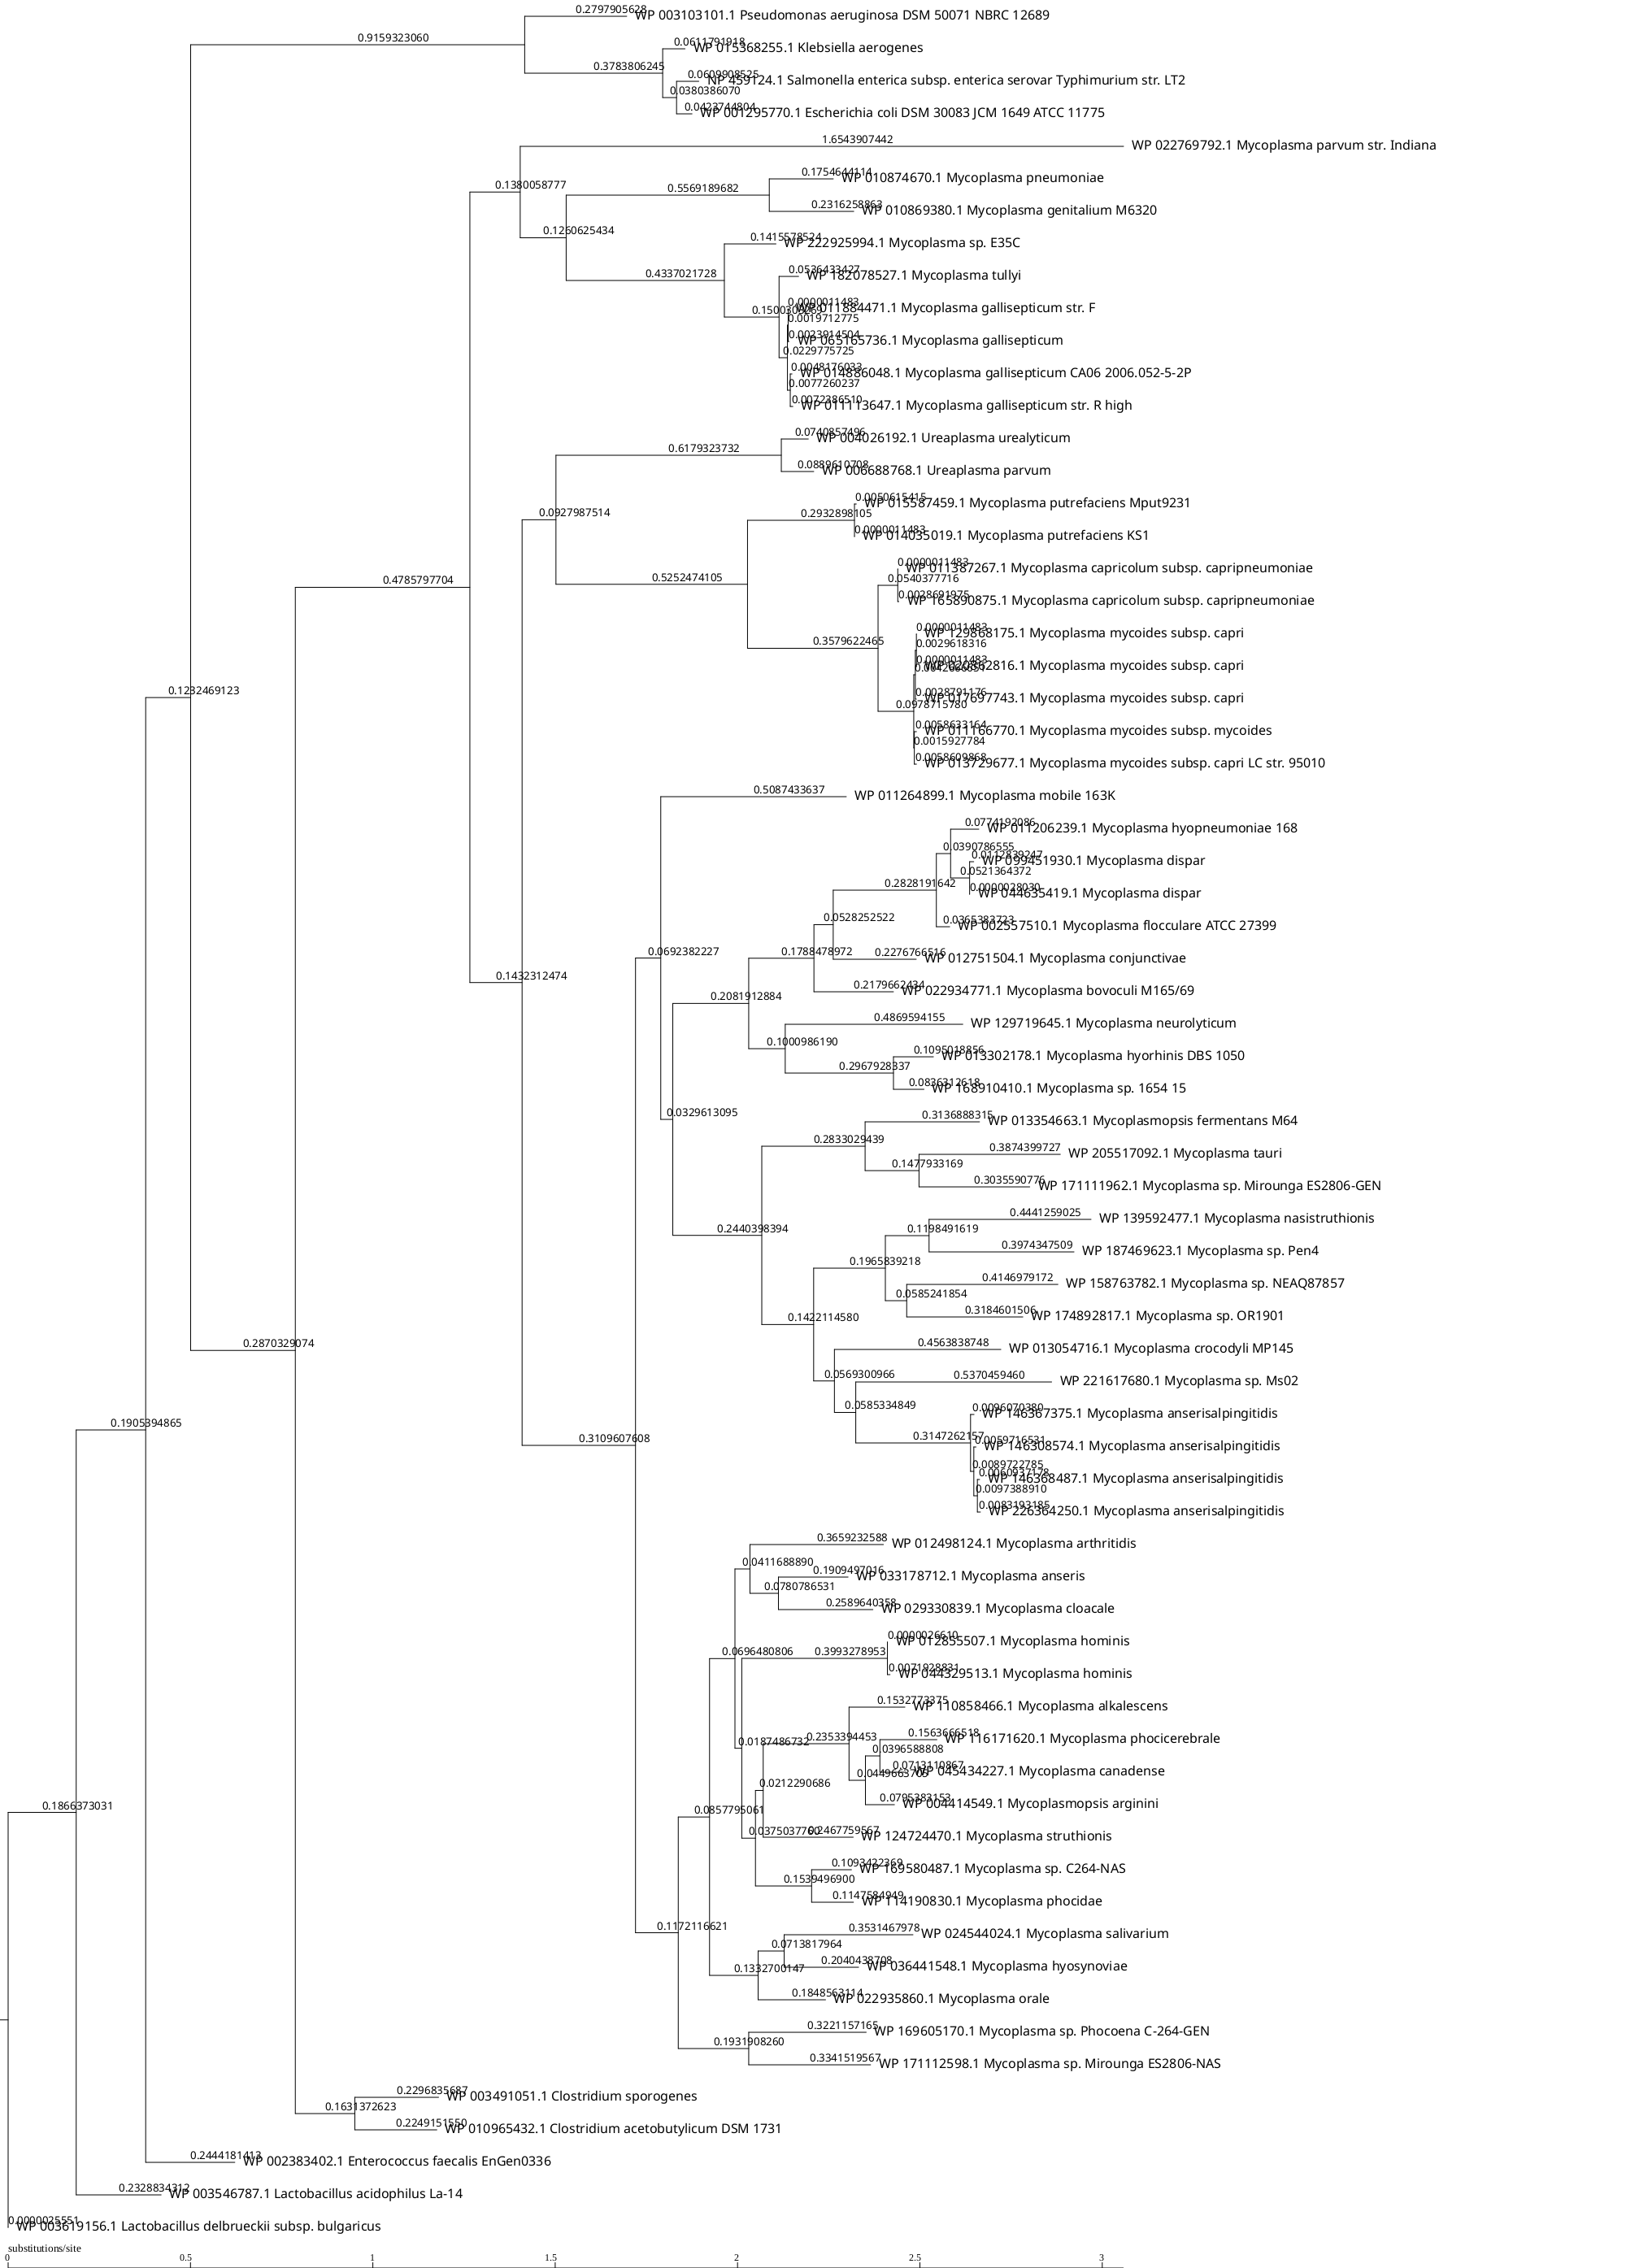 0.2797905628
WP 003103101.1 Pseudomonas aeruginosa DSM 50071 NBRC 12689
0.9159323060
0.0611791918
WP 015368255.1 Klebsiella aerogenes
0.3783806245
0.0609908525
NP 459124.1 Salmonella enterica subsp. enterica serovar Typhimurium str. LT2
0.0380386070
0.0423744804
WP 001295770.1 Escherichia coli DSM 30083 JCM 1649 ATCC 11775
1.6543907442
WP 022769792.1 Mycoplasma parvum str. Indiana
0.1754644114
WP 010874670.1 Mycoplasma pneumoniae
0.1380058777
0.5569189682
0.2316258863
WP 010869380.1 Mycoplasma genitalium M6320
0.1260625434
0.1415578524
WP 222925994.1 Mycoplasma sp. E35C
0.4337021728
0.0536433427
WP 182078527.1 Mycoplasma tullyi
0.0000011483
WP 011884471.1 Mycoplasma gallisepticum str. F
0.0019712775
0.0023914504
WP 065165736.1 Mycoplasma gallisepticum
0.0229775725
0.0048176033
WP 014886048.1 Mycoplasma gallisepticum CA06 2006.052-5-2P
0.0077260237
0.0072386510
WP 011113647.1 Mycoplasma gallisepticum str. R high
0.0740857496
WP 004026192.1 Ureaplasma urealyticum
0.6179323732
0.0889610708
WP 006688768.1 Ureaplasma parvum
0.0927987514
0.0050615415
WP 015587459.1 Mycoplasma putrefaciens Mput9231
0.2932898105
0.0000011483
WP 014035019.1 Mycoplasma putrefaciens KS1
0.4785797704
0.5252474105
0.0000011483
WP 011387267.1 Mycoplasma capricolum subsp. capripneumoniae
0.0540377716
0.0028691975
WP 165890875.1 Mycoplasma capricolum subsp. capripneumoniae
0.3579622465
0.0000011483
WP 129868175.1 Mycoplasma mycoides subsp. capri
0.0029618316
0.0000011483
WP 020862816.1 Mycoplasma mycoides subsp. capri
0.0028791176
WP 017697743.1 Mycoplasma mycoides subsp. capri
0.0978715780
0.0058633164
WP 011166770.1 Mycoplasma mycoides subsp. mycoides
0.0015927784
0.0058609868
WP 013729677.1 Mycoplasma mycoides subsp. capri LC str. 95010
0.1232469123
0.5087433637
WP 011264899.1 Mycoplasma mobile 163K
0.0774192086
WP 011206239.1 Mycoplasma hyopneumoniae 168
0.0390786555
0.0112839247
WP 099451930.1 Mycoplasma dispar
0.0521364372
0.0000028030
WP 044635419.1 Mycoplasma dispar
0.2828191642
0.0365383723
WP 002557510.1 Mycoplasma flocculare ATCC 27399
0.0528252522
0.2276766516
WP 012751504.1 Mycoplasma conjunctivae
0.1788478972
0.1432312474
0.0692382227
0.2179662434
WP 022934771.1 Mycoplasma bovoculi M165/69
0.2081912884
0.4869594155
WP 129719645.1 Mycoplasma neurolyticum
0.1000986190
0.1095018856
WP 013302178.1 Mycoplasma hyorhinis DBS 1050
0.2967928337
0.0836312618
WP 168910410.1 Mycoplasma sp. 1654 15
0.0329613095
0.3136888315
WP 013354663.1 Mycoplasmopsis fermentans M64
0.2833029439
0.3874399727
WP 205517092.1 Mycoplasma tauri
0.1477933169
0.3035590776
WP 171111962.1 Mycoplasma sp. Mirounga ES2806-GEN
0.2440398394
0.4441259025
WP 139592477.1 Mycoplasma nasistruthionis
0.1198491619
0.3974347509
WP 187469623.1 Mycoplasma sp. Pen4
0.1965839218
0.4146979172
WP 158763782.1 Mycoplasma sp. NEAQ87857
0.0585241854
0.3184601506
WP 174892817.1 Mycoplasma sp. OR1901
0.1422114580
0.2870329074
0.4563838748
WP 013054716.1 Mycoplasma crocodyli MP145
0.0569300966
0.5370459460
WP 221617680.1 Mycoplasma sp. Ms02
0.0585334849
0.0096070380
WP 146367375.1 Mycoplasma anserisalpingitidis
0.1905394865
0.3109607608
0.3147262157
0.0059716531
WP 146308574.1 Mycoplasma anserisalpingitidis
0.0089722785
0.0060937178
WP 146368487.1 Mycoplasma anserisalpingitidis
0.0097388910
0.0083193185
WP 226364250.1 Mycoplasma anserisalpingitidis
0.3659232588
WP 012498124.1 Mycoplasma arthritidis
0.0411688890
0.1909497016
WP 033178712.1 Mycoplasma anseris
0.0780786531
0.2589640358
WP 029330839.1 Mycoplasma cloacale
0.0696480806
0.0000026610
WP 012855507.1 Mycoplasma hominis
0.3993278953
0.0071928831
WP 044329513.1 Mycoplasma hominis
0.1532773375
WP 110858466.1 Mycoplasma alkalescens
0.0187486732
0.2353394453
0.1563666518
WP 116171620.1 Mycoplasma phocicerebrale
0.0396588808
0.0713110867
WP 045434227.1 Mycoplasma canadense
0.0212290686
0.0795383153
WP 004414549.1 Mycoplasmopsis arginini
0.1866373031
0.0857795061
0.0375037760
0.2467759567
WP 124724470.1 Mycoplasma struthionis
0.1093422369
WP 169580487.1 Mycoplasma sp. C264-NAS
0.1539496900
0.1147584949
WP 114190830.1 Mycoplasma phocidae
0.1172116621
0.3531467978
WP 024544024.1 Mycoplasma salivarium
0.0713817964
0.2040438708
WP 036441548.1 Mycoplasma hyosynoviae
0.1332700147
0.1848563114
WP 022935860.1 Mycoplasma orale
0.3221157165
WP 169605170.1 Mycoplasma sp. Phocoena C-264-GEN
0.1931908260
0.3341519567
WP 171112598.1 Mycoplasma sp. Mirounga ES2806-NAS
0.2296835687
WP 003491051.1 Clostridium sporogenes
0.1631372623
0.2249151550
WP 010965432.1 Clostridium acetobutylicum DSM 1731
0.2444181413
WP 002383402.1 Enterococcus faecalis EnGen0336
0.2328834312
WP 003546787.1 Lactobacillus acidophilus La-14
0.0000025551
WP 003619156.1 Lactobacillus delbrueckii subsp. bulgaricus
substitutions/site
0 0.5 1 1.5 2 2.5 3